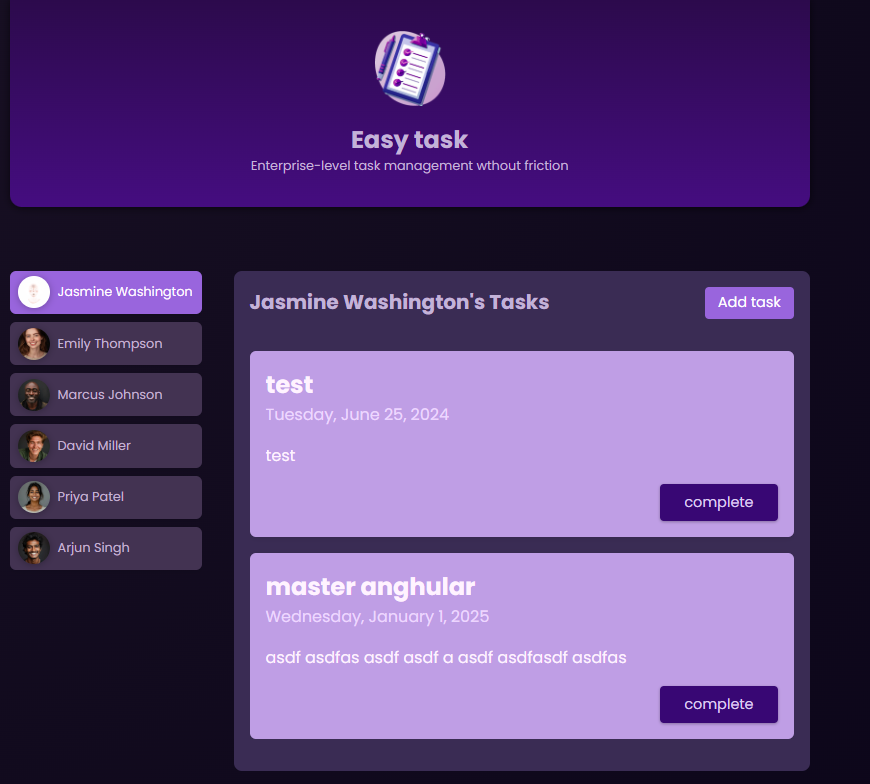 Easy task
Enterprise-level task management wthout friction
Jasmine Washington
Emily Thompson
Marcus Johnson
David Miller
Priya Patel
Arjun Singh
Jasmine Washington's Tasks
Add task
test
Tuesday, June 25, 2024
test
complete
master anghular
Wednesday, January 1, 2025
asdf asdfas asdf asdf a asdf asdfasdf asdfas
complete